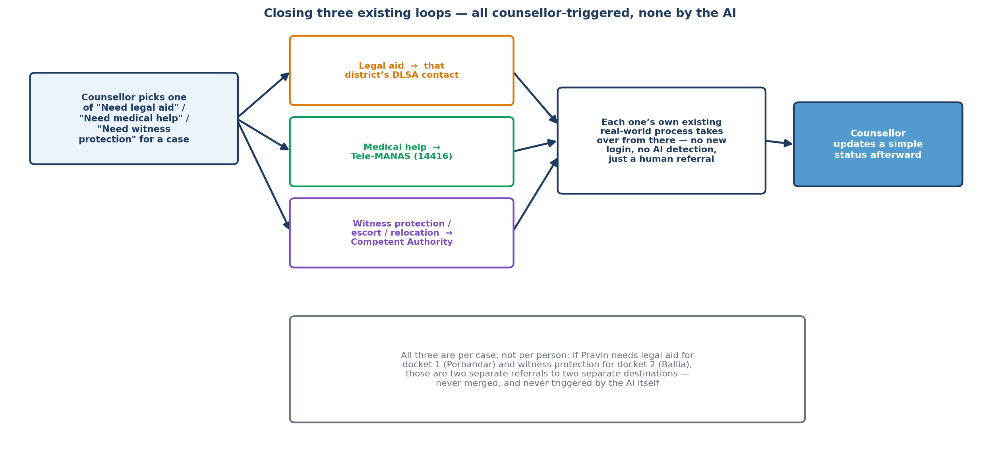 Closing three existing loops — all counsellor-triggered, none by the AI
Counsellor picks one
of "Need legal aid" /
"Need medical help" /
"Need witness
protection" for a case
Legal aid → that
district’s DLSA contact
Medical help →
Tele-MANAS (14416)
Witness protection /
escort / relocation →
Competent Authority
Each one’s own existing
real-world process takes
over from there — no new
login, no AI detection,
just a human referral
Counsellor
updates a simple
status afterward
All three are per case, not per person: if Pravin needs legal aid for
docket 1 (Porbandar) and witness protection for docket 2 (Ballia),
those are two separate referrals to two separate destinations —
never merged, and never triggered by the AI itself